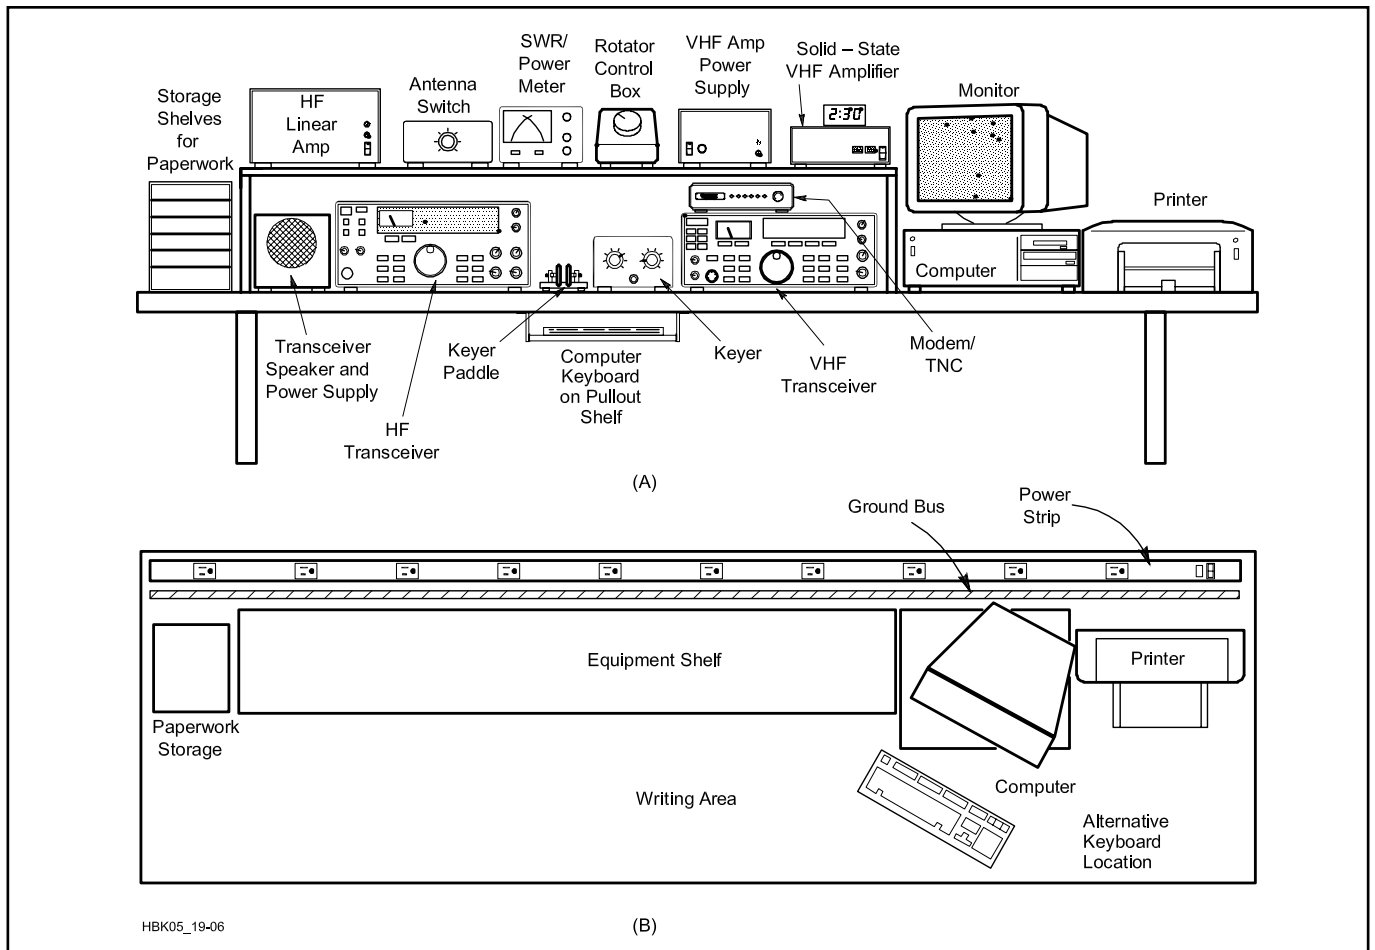 SWR/
Power
Meter
Rotator
Control
Box
VHF Amp
Power
Supply
Solid – State
VHF Amplifier
Monitor
Storage
Shelves
for
Paperwork
HF
Linear
Amp
Antenna
Switch
2:30
Printer
Computer
Transceiver
Speaker and
Power Supply
HF
Transceiver
Keyer
Paddle
Computer
Keyboard
on Pullout
Shelf
Keyer
VHF
Transceiver
Modem/
TNC
(A)
Ground Bus
Power
Strip
Equipment Shelf
Printer
Paperwork
Storage
Writing Area
Computer
Alternative
Keyboard
Location
HBK05_19-06
(B)